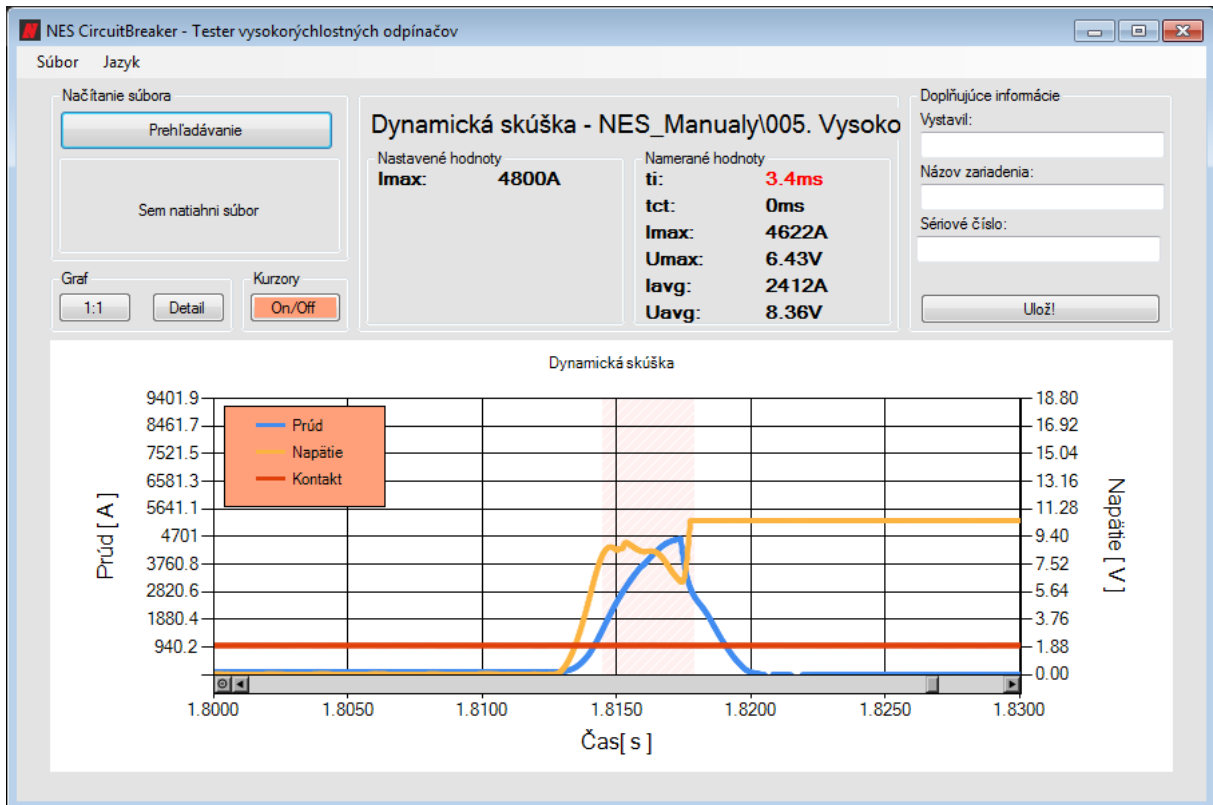 NES CircuitBreaker - Tester vysokorýchlostných odpínačov
Súbor Jazyk
Načítanie súbora
Prehľadávanie
Sem natiahni súbor
Graf
1:1 Detail
Kurzory
On/Off
Dynamická skúška - NES_Manualy\005. Vysoko
Nastavené hodnoty
Imax: 4800A
Namerané hodnoty
ti: 3.4ms
tct: 0ms
Imax: 4622A
Umax: 6.43V
Iavg: 2412A
Uavg: 8.36V
Doplňujúce informácie
Vystavil:
Názov zariadenia:
Sériové číslo:
Ulož!
Dynamická skúška
Prúd
Napätie
Kontakt
Prúd [ A ]
9401.9
8461.7
7521.5
6581.3
5641.1
4701
3760.8
2820.6
1880.4
940.2
18.80
16.92
15.04
13.16
11.28
9.40
7.52
5.64
3.76
1.88
0.00
Napätie [ V ]
1.8000 1.8050 1.8100 1.8150 1.8200 1.8250 1.8300
Čas[ s ]